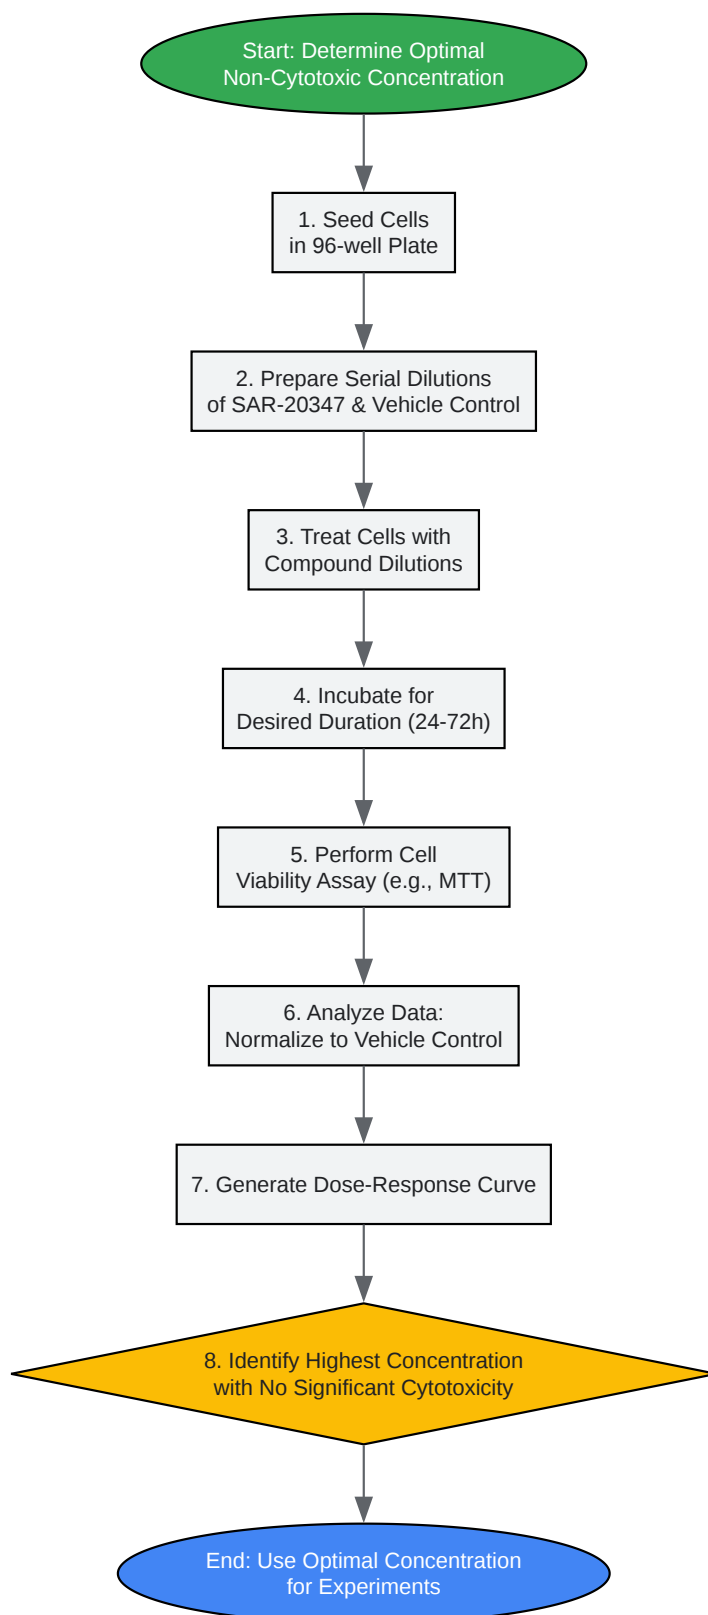 Start: Determine Optimal
Non-Cytotoxic Concentration
1. Seed Cells
in 96-well Plate
2. Prepare Serial Dilutions
of SAR-20347 & Vehicle Control
3. Treat Cells with
Compound Dilutions
4. Incubate for
Desired Duration (24-72h)
5. Perform Cell
Viability Assay (e.g., MTT)
6. Analyze Data:
Normalize to Vehicle Control
7. Generate Dose-Response Curve
8. Identify Highest Concentration
with No Significant Cytotoxicity
End: Use Optimal Concentration
for Experiments